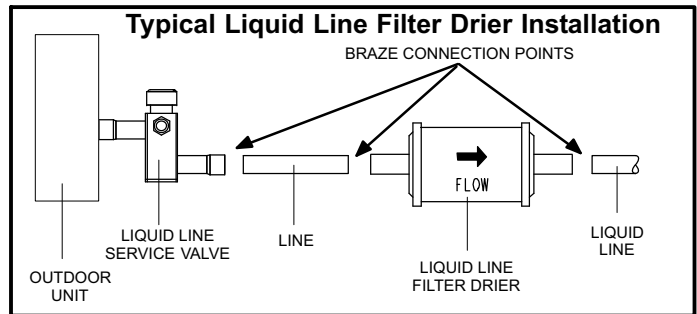 Typical Liquid Line Filter Drier Installation
BRAZE CONNECTION POINTS
FLOW
LIQUID LINE
SERVICE VALVE
LINE
LIQUID
LINE
OUTDOOR
UNIT
LIQUID LINE
FILTER DRIER